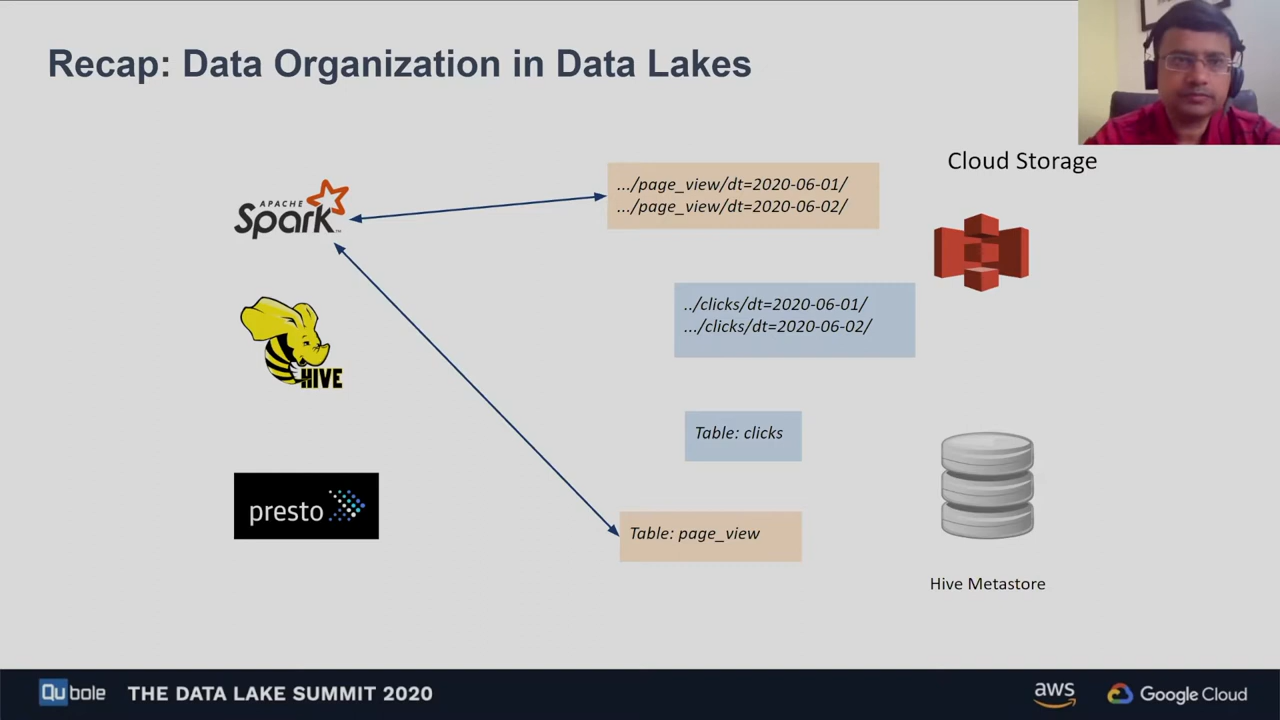 Recap: Data Organization in Data Lakes
Cloud Storage
.../page_view/dt=2020-06-01/
.../page_view/dt=2020-06-02/
APACHE
Spark™
../clicks/dt=2020-06-01/
.../clicks/dt=2020-06-02/
HIVE
Table: clicks
presto
Table: page_view
Hive Metastore
Qubole
THE DATA LAKE SUMMIT 2020
aws
Google Cloud